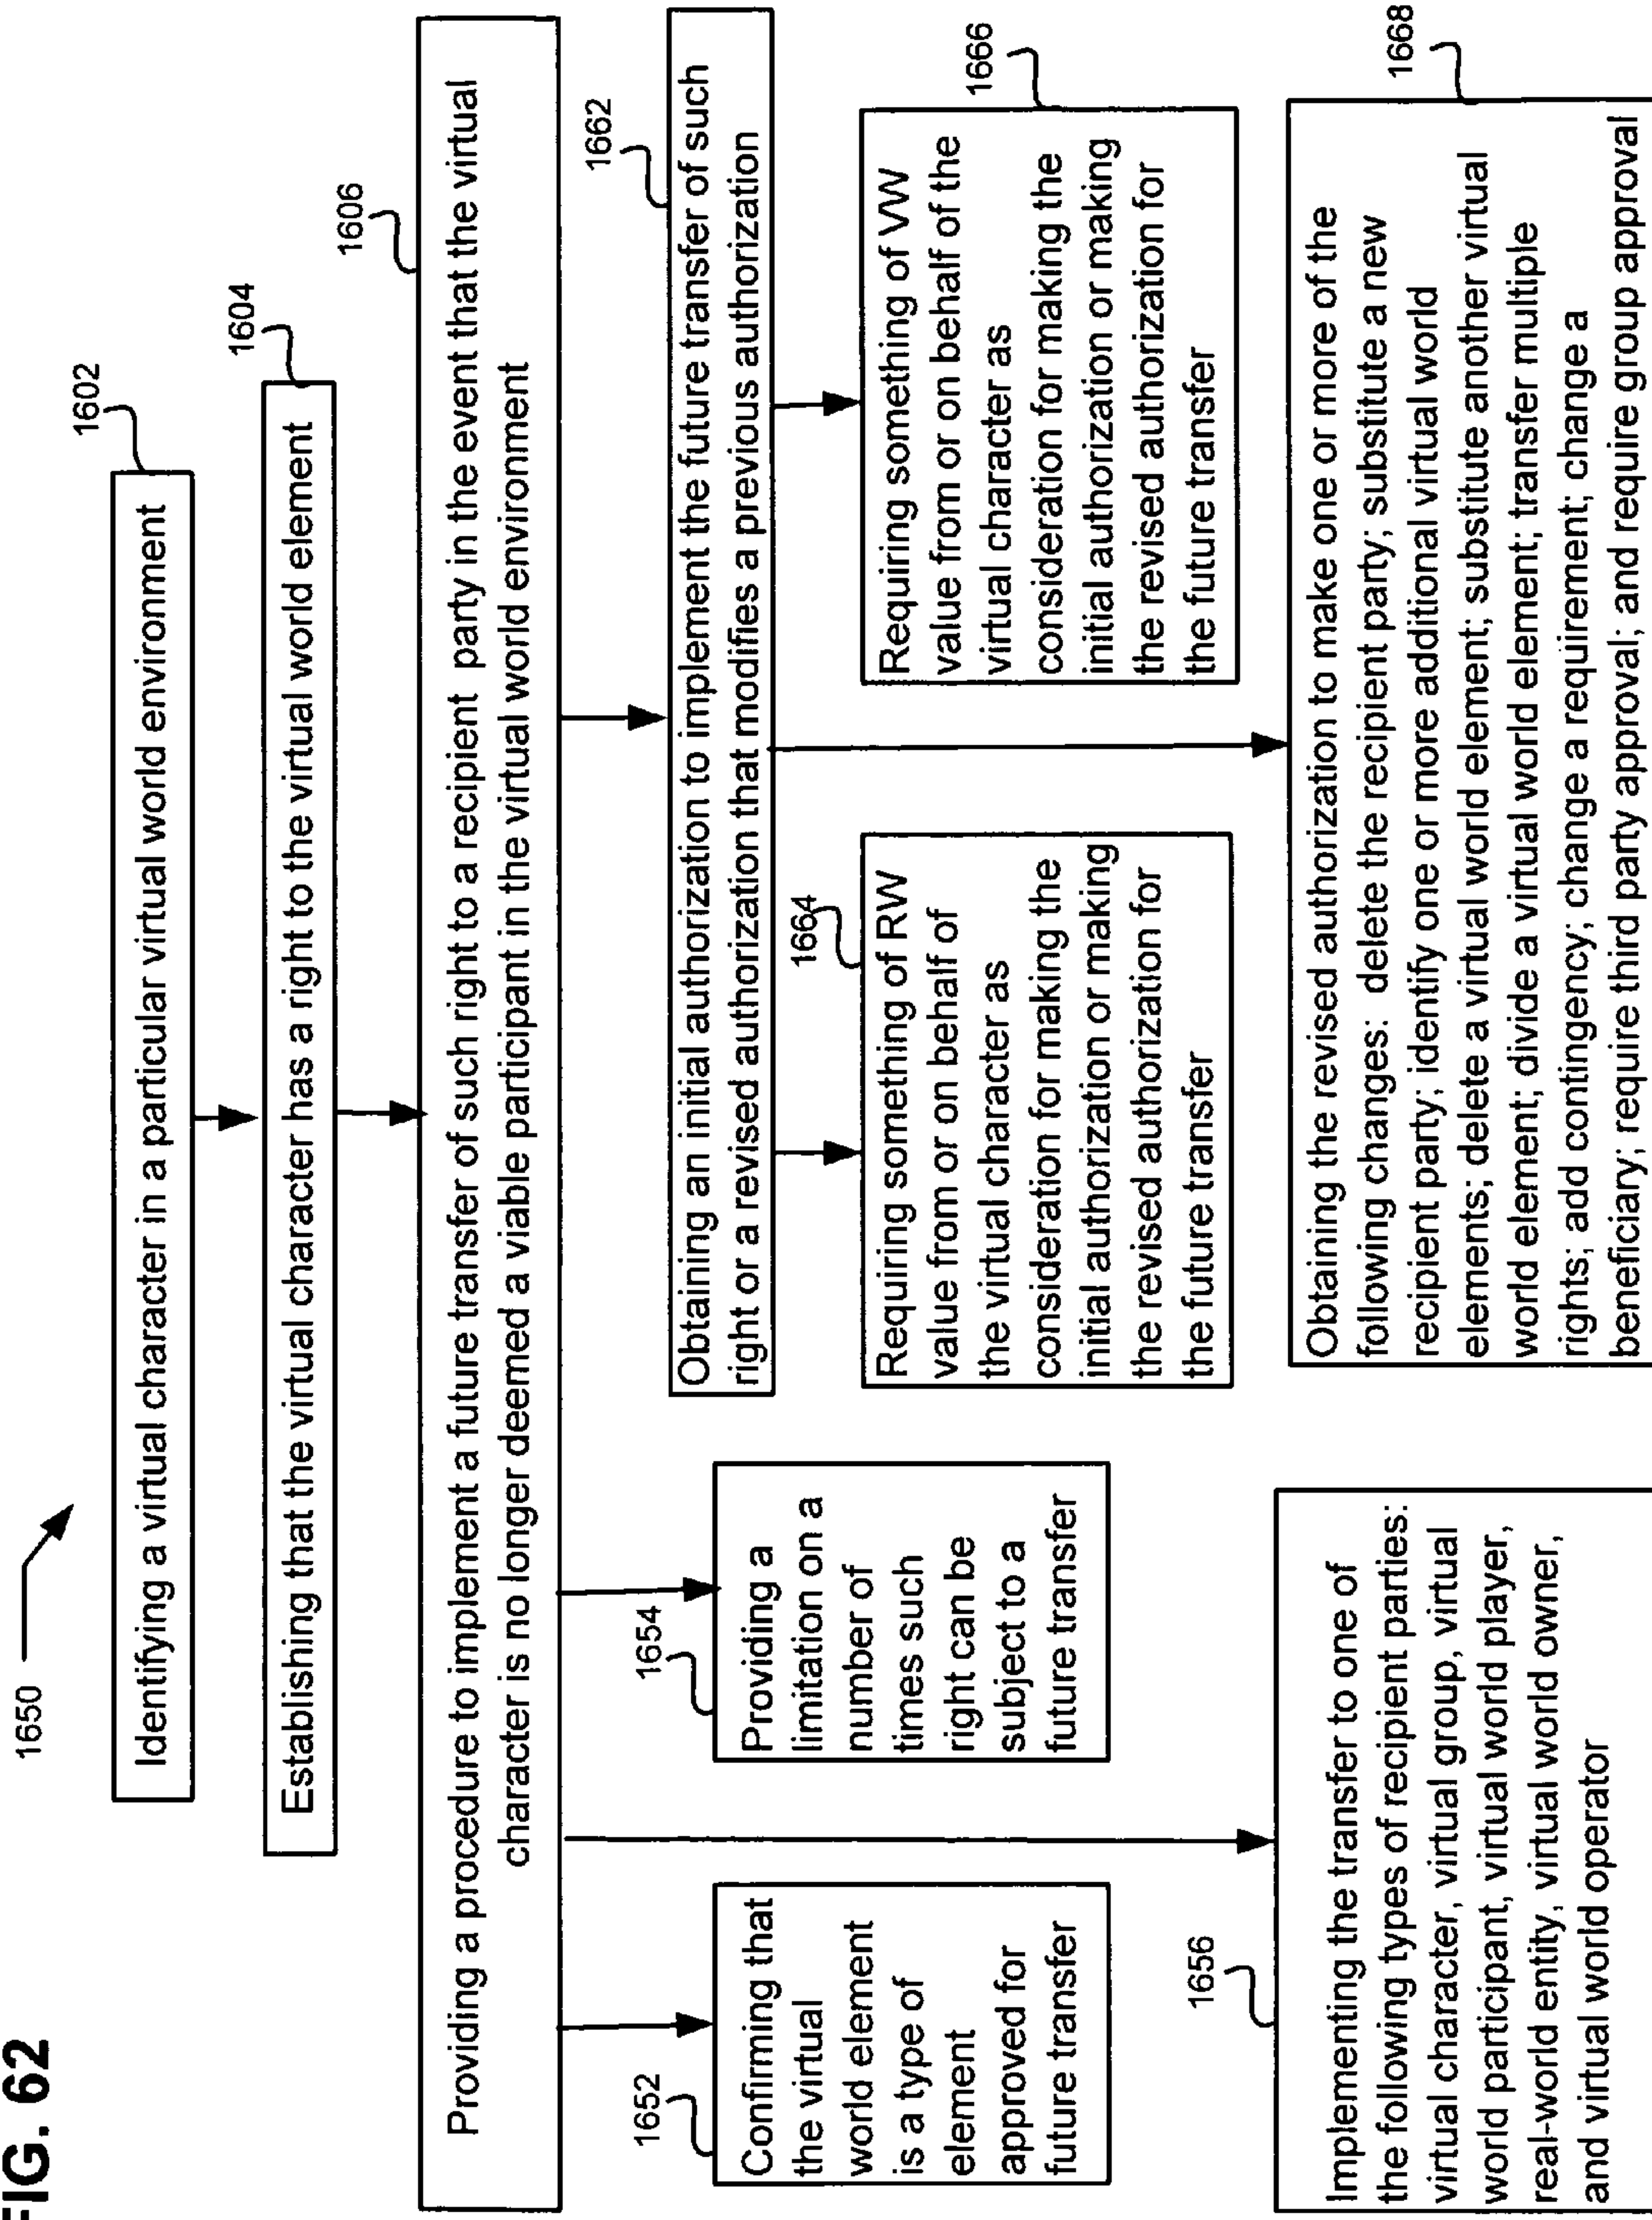 FIG. 62
1650
1602
Identifying a virtual character in a particular virtual world environment
1604
Establishing that the virtual character has a right to the virtual world element
1606
Providing a procedure to implement a future transfer of such right to a recipient party in the event that the virtual
character is no longer deemed a viable participant in the virtual world environment
1652
Confirming that
the virtual
world element
is a type of
element
approved for
future transfer
1654
Providing a
limitation on a
number of
times such
right can be
subject to a
future transfer
1662
Obtaining an initial authorization to implement the future transfer of such
right or a revised authorization that modifies a previous authorization
1664
Requiring something of RW
value from or on behalf of
the virtual character as
consideration for making the
initial authorization or making
the revised authorization for
the future transfer
1666
Requiring something of VW
value from or on behalf of the
virtual character as
consideration for making the
initial authorization or making
the revised authorization for
the future transfer
1656
Implementing the transfer to one of
the following types of recipient parties:
virtual character, virtual group, virtual
world participant, virtual world player,
real-world entity, virtual world owner,
and virtual world operator
1668
Obtaining the revised authorization to make one or more of the
following changes: delete the recipient party; substitute a new
recipient party; identify one or more additional virtual world
elements; delete a virtual world element; substitute another virtual
world element; divide a virtual world element; transfer multiple
rights; add contingency; change a requirement; change a
beneficiary; require third party approval; and require group approval